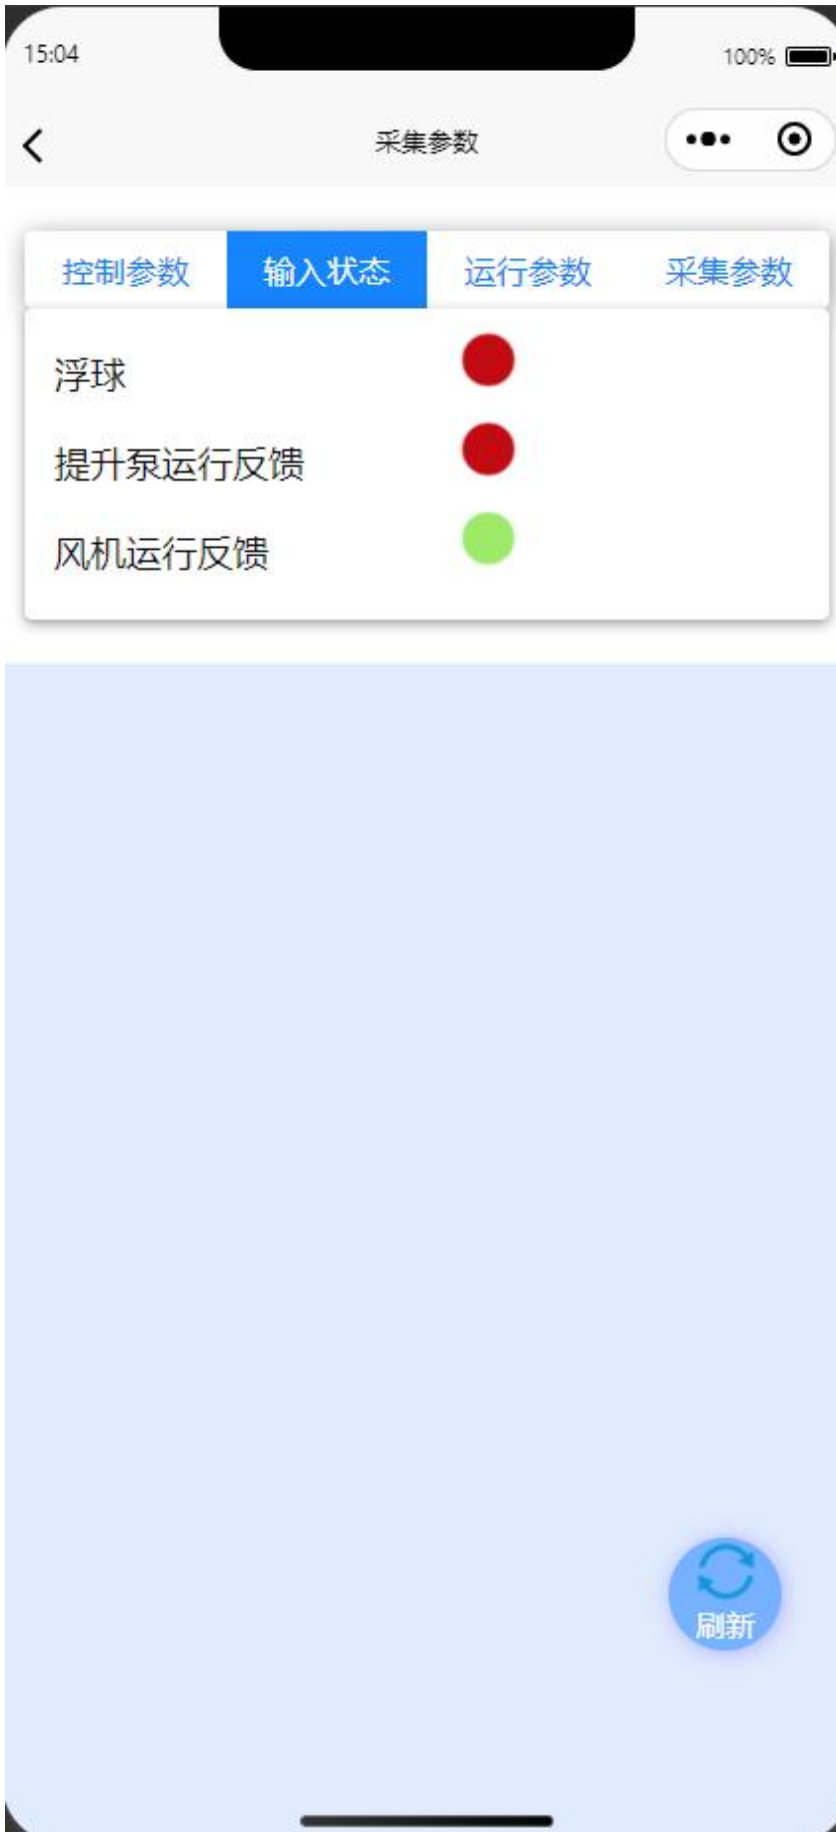 15:04 100%
采集参数
控制参数 输入状态 运行参数 采集参数
浮球
提升泵运行反馈
风机运行反馈
刷新